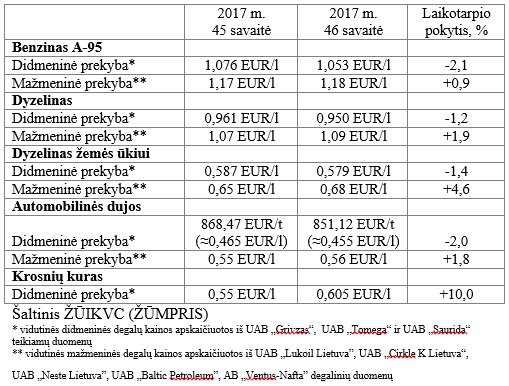 2017 m. 45 savaitė 2017 m. 46 savaitė Laikotarpio pokytis, %
Benzinas A-95
Didmeninė prekyba* 1,076 EUR/l 1,053 EUR/l -2,1
Mažmeninė prekyba** 1,17 EUR/l 1,18 EUR/l +0,9
Dyzelinas
Didmeninė prekyba* 0,961 EUR/l 0,950 EUR/l -1,2
Mažmeninė prekyba** 1,07 EUR/l 1,09 EUR/l +1,9
Dyzelinas žemės ūkiui
Didmeninė prekyba* 0,587 EUR/l 0,579 EUR/l -1,4
Mažmeninė prekyba** 0,65 EUR/l 0,68 EUR/l +4,6
Automobilinės dujos
Didmeninė prekyba* 868,47 EUR/t (≈0,465 EUR/l) 851,12 EUR/t (≈0,455 EUR/l) -2,0
Mažmeninė prekyba** 0,55 EUR/l 0,56 EUR/l +1,8
Krosnių kuras
Didmeninė prekyba* 0,55 EUR/l 0,605 EUR/l +10,0
Šaltinis ŽŪIKVC (ŽŪMPRIS)
* vidutinės didmeninės degalų kainos apskaičiuotos iš UAB „Grivzas“, UAB „Tomega“ ir UAB „Saurida“
teikiamų duomenų
** vidutinės mažmeninės degalų kainos apskaičiuotos iš UAB „Lukoil Lietuva”, UAB „Cirkle K Lietuva“,
UAB „Neste Lietuva”, UAB „Baltic Petroleum”, AB „Ventus-Nafta” degalinių duomenų